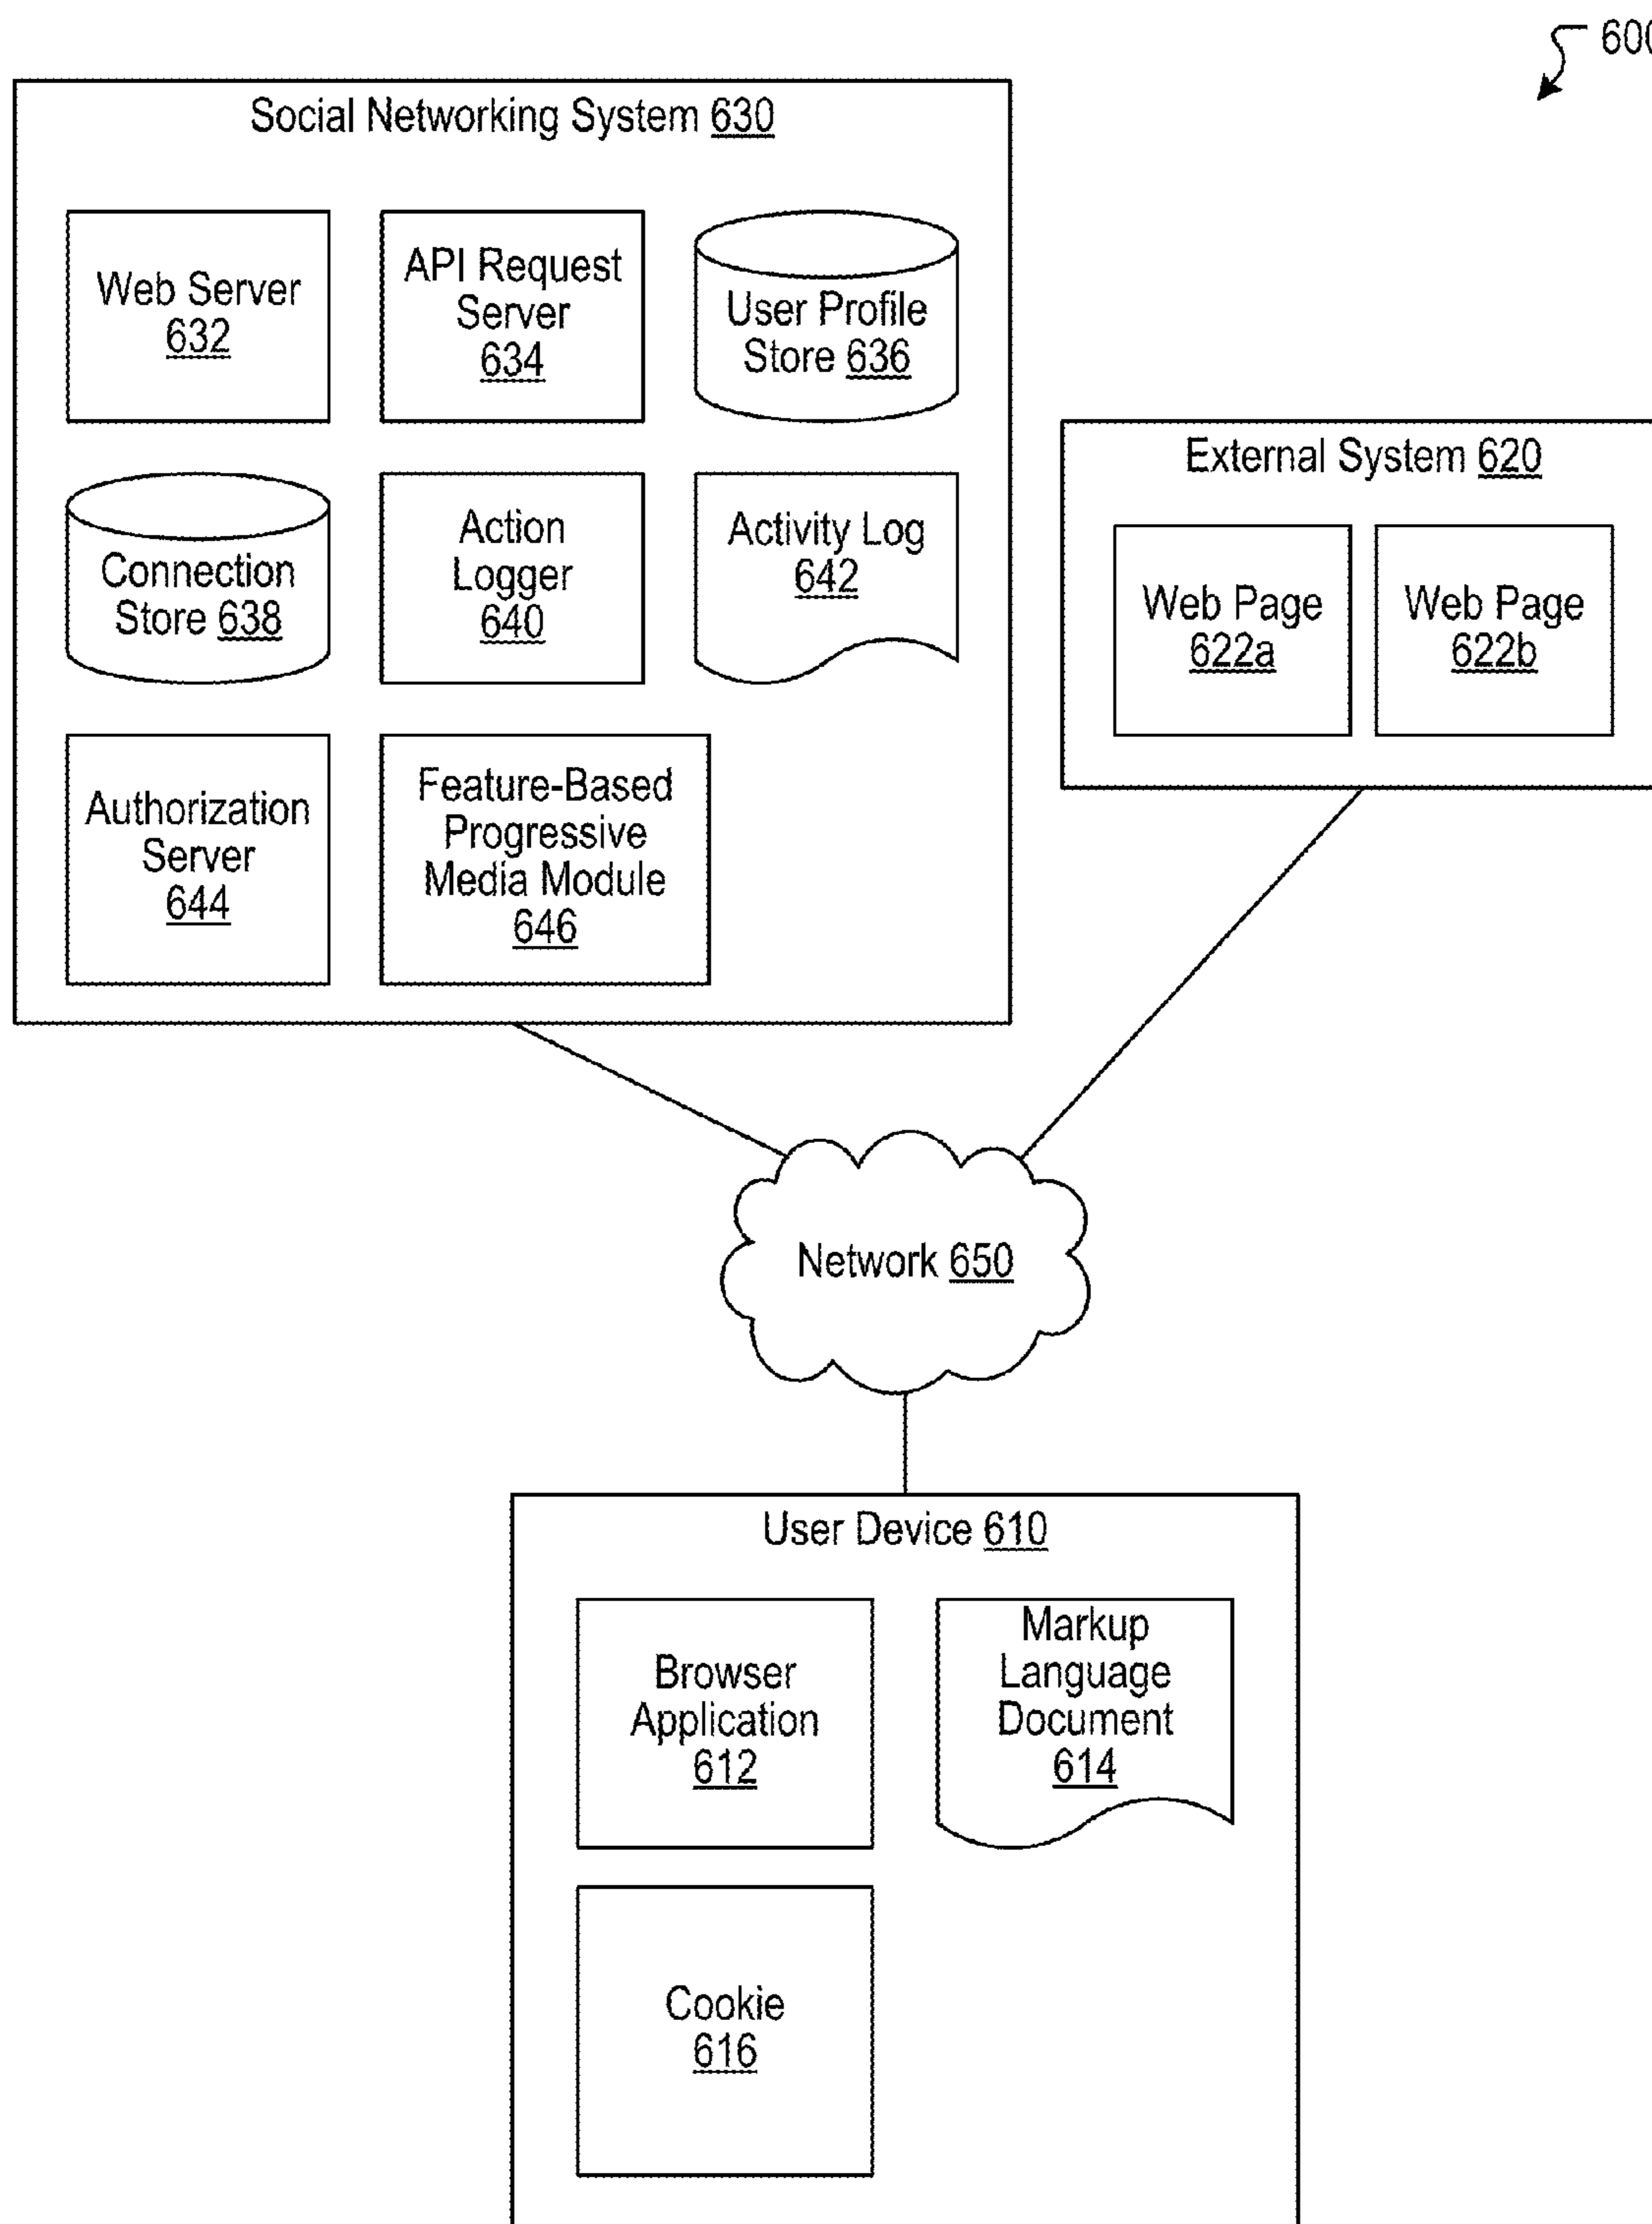 600
Social Networking System 630
Web Server
632
API Request
Server
634
User Profile
Store 636
Connection
Store 638
Action
Logger
640
Activity Log
642
Authorization
Server
644
Feature-Based
Progressive
Media Module
646
External System 620
Web Page
622a
Web Page
622b
Network 650
User Device 610
Browser
Application
612
Markup
Language
Document
614
Cookie
616